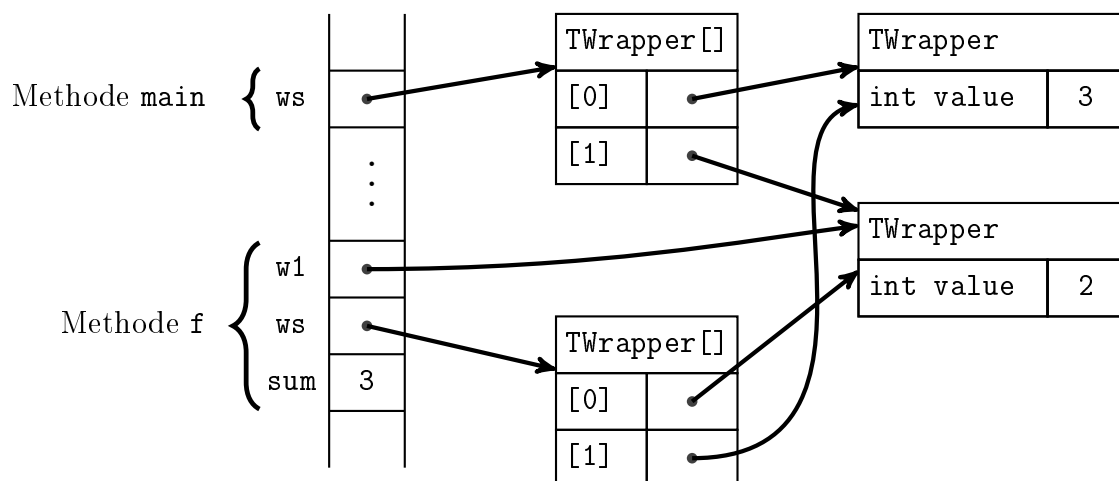 TWrapper[]
TWrapper
Methode main
ws
[0]
int value 3
[1]
TWrapper
w1
int value 2
Methode f
ws
TWrapper[]
sum 3
[0]
[1]